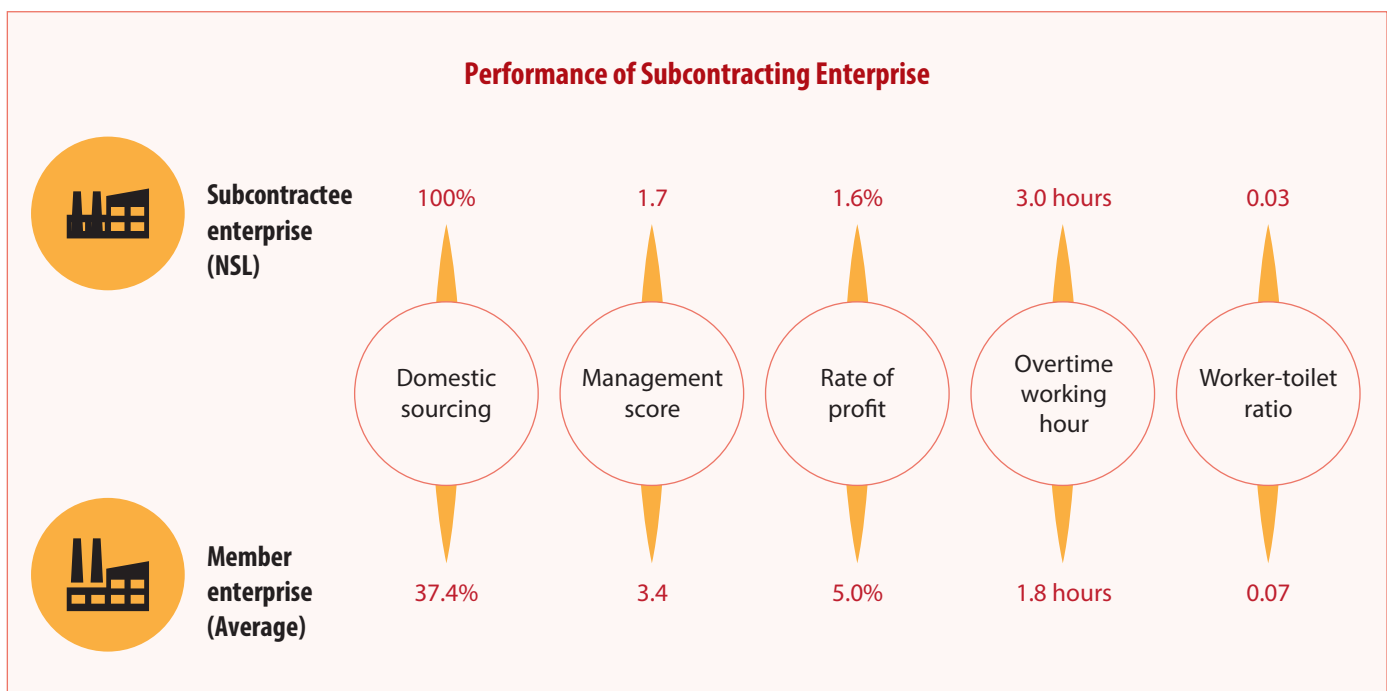 Performance of Subcontracting Enterprise
Subcontractee
enterprise
(NSL)
100%
1.7
1.6%
3.0 hours
0.03
Domestic
sourcing
Management
score
Rate of
profit
Overtime
working
hour
Worker-toilet
ratio
Member
enterprise
(Average)
37.4%
3.4
5.0%
1.8 hours
0.07